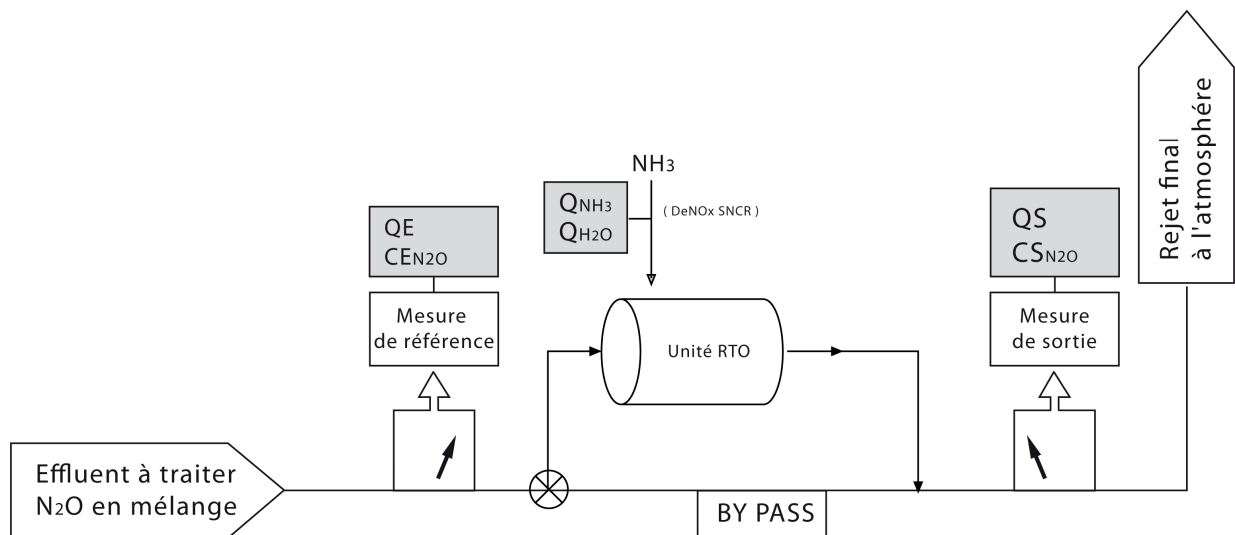 Effluent à traiter
N2O en mélange
QE
CEN2O
Mesure
de référence
NH3
QNH3
QH2O
( DeNOx SNCR )
Unité RTO
BY PASS
QS
CSN2O
Mesure
de sortie
Rejet final
à l'atmosphére